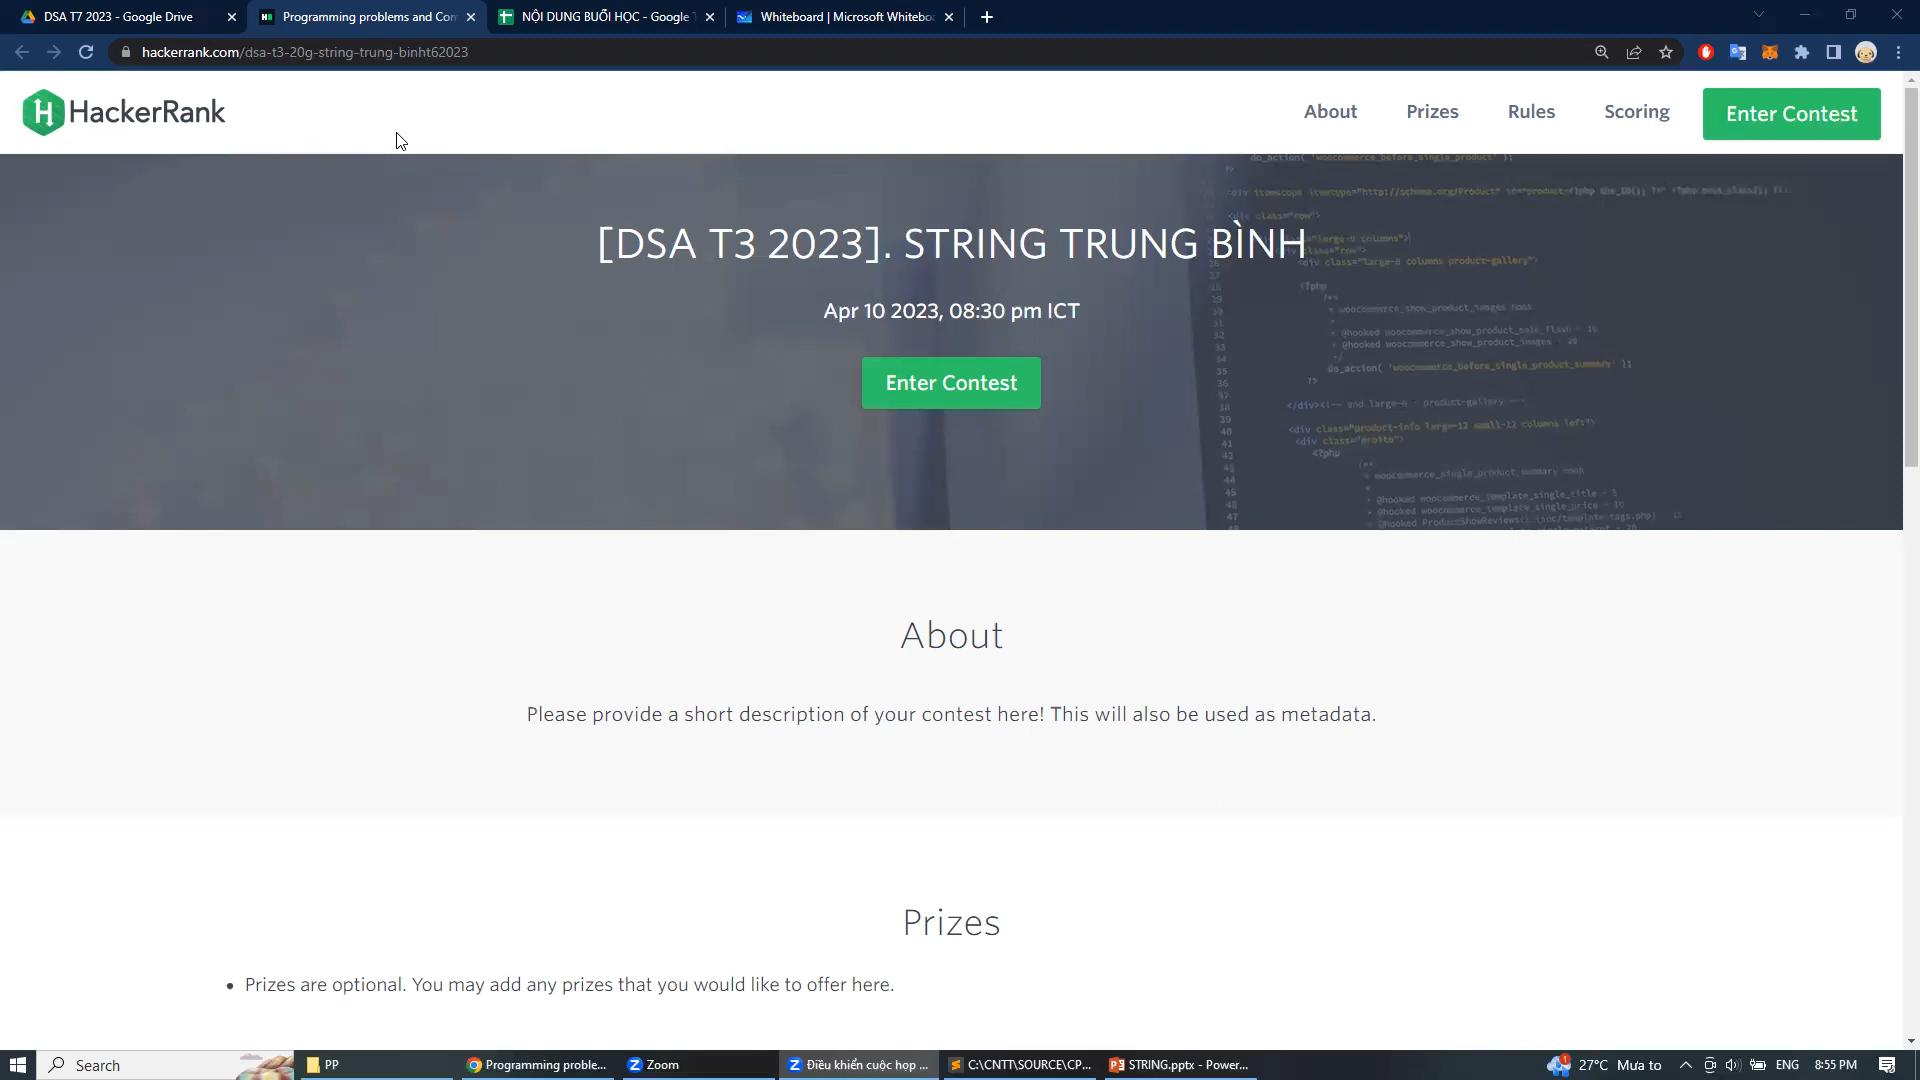 DSA T7 2023 - Google Drive
Programming problems and Con
NỘI DUNG BUỔI HỌC - Google
Whiteboard | Microsoft Whitebo
hackerrank.com/dsa-t3-20g-string-trung-binht62023
HackerRank
About
Prizes
Rules
Scoring
Enter Contest
[DSA T3 2023]. STRING TRUNG BÌNH
Apr 10 2023, 08:30 pm ICT
Enter Contest
About
Please provide a short description of your contest here! This will also be used as metadata.
Prizes
• Prizes are optional. You may add any prizes that you would like to offer here.
Search
PP
Programming proble...
Zoom
Điều khiển cuộc họp ...
C:\CNTT\SOURCE\CP...
STRING.pptx - Power...
27°C Mưa to
ENG
8:55 PM